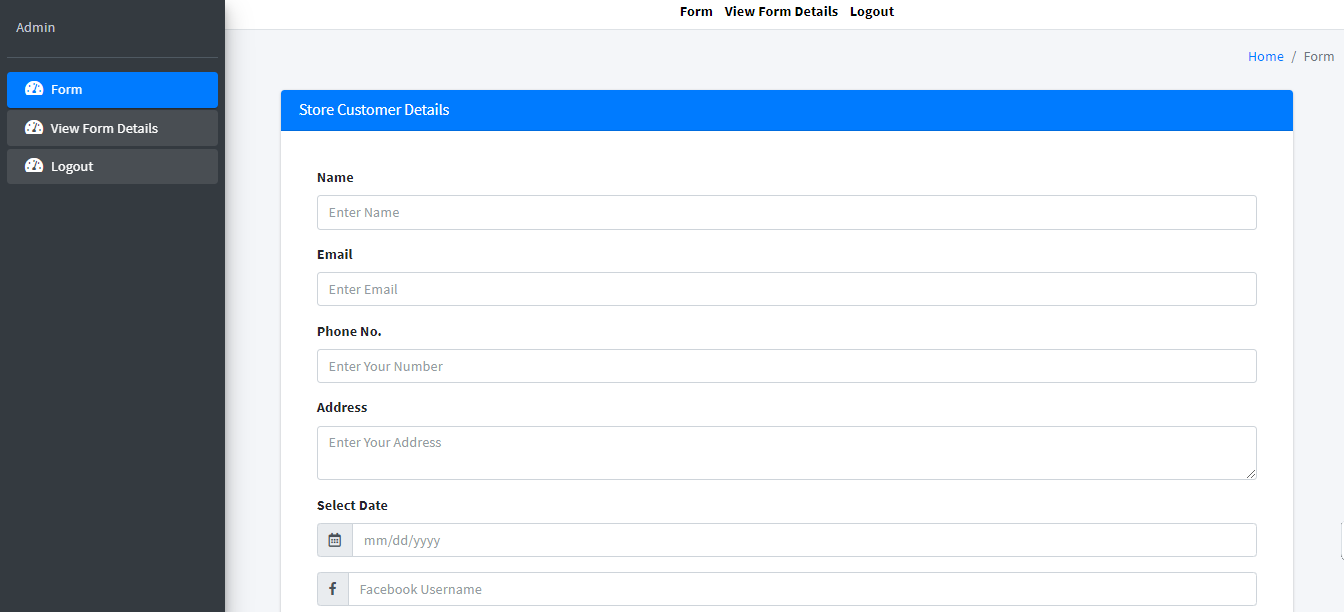 Admin
Form
View Form Details
Logout
Form View Form Details Logout
Home / Form
Store Customer Details
Name
Enter Name
Email
Enter Email
Phone No.
Enter Your Number
Address
Enter Your Address
Select Date
mm/dd/yyyy
Facebook Username